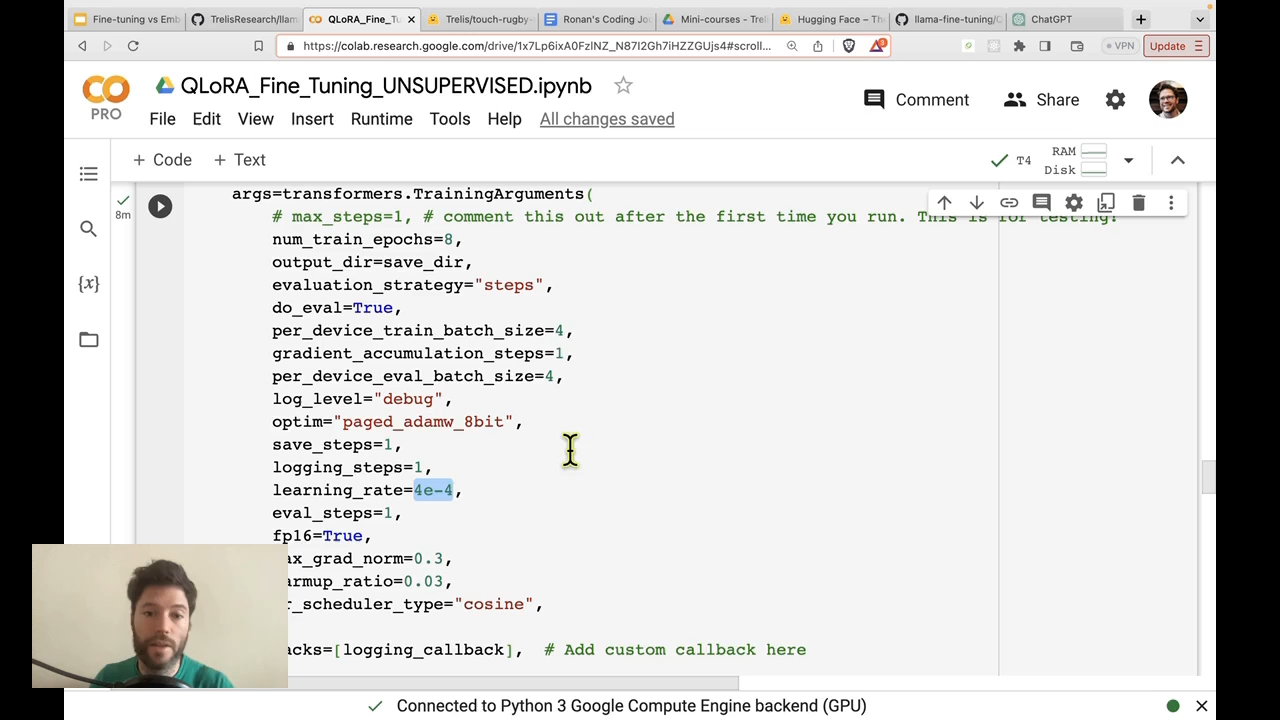 Fine-tuning vs Emb
TrelisResearch/llam
QLoRA_Fine_T
Trelis/touch-rugby-
Ronan's Coding Jo
Mini-courses - Trel
Hugging Face – Th
llama-fine-tuning/Q
ChatGPT
https://colab.research.google.com/drive/1x7Lp6ixA0FzlNZ_N87I2Gh7iHZZGUjs4#scroll...
VPN
Update
CO
PRO
QLoRA_Fine_Tuning_UNSUPERVISED.ipynb
Comment
Share
File Edit View Insert Runtime Tools Help All changes saved
+ Code + Text
T4
RAM
Disk
{x}
8m
args=transformers.TrainingArguments(
# max_steps=1, # comment this out after the first time you run. This is for testing!
num_train_epochs=8,
output_dir=save_dir,
evaluation_strategy="steps",
do_eval=True,
per_device_train_batch_size=4,
gradient_accumulation_steps=1,
per_device_eval_batch_size=4,
log_level="debug",
optim="paged_adamw_8bit",
save_steps=1,
logging_steps=1,
learning_rate=4e-4,
eval_steps=1,
fp16=True,
ax_grad_norm=0.3,
armup_ratio=0.03,
r_scheduler_type="cosine",
acks=[logging_callback], # Add custom callback here
Connected to Python 3 Google Compute Engine backend (GPU)